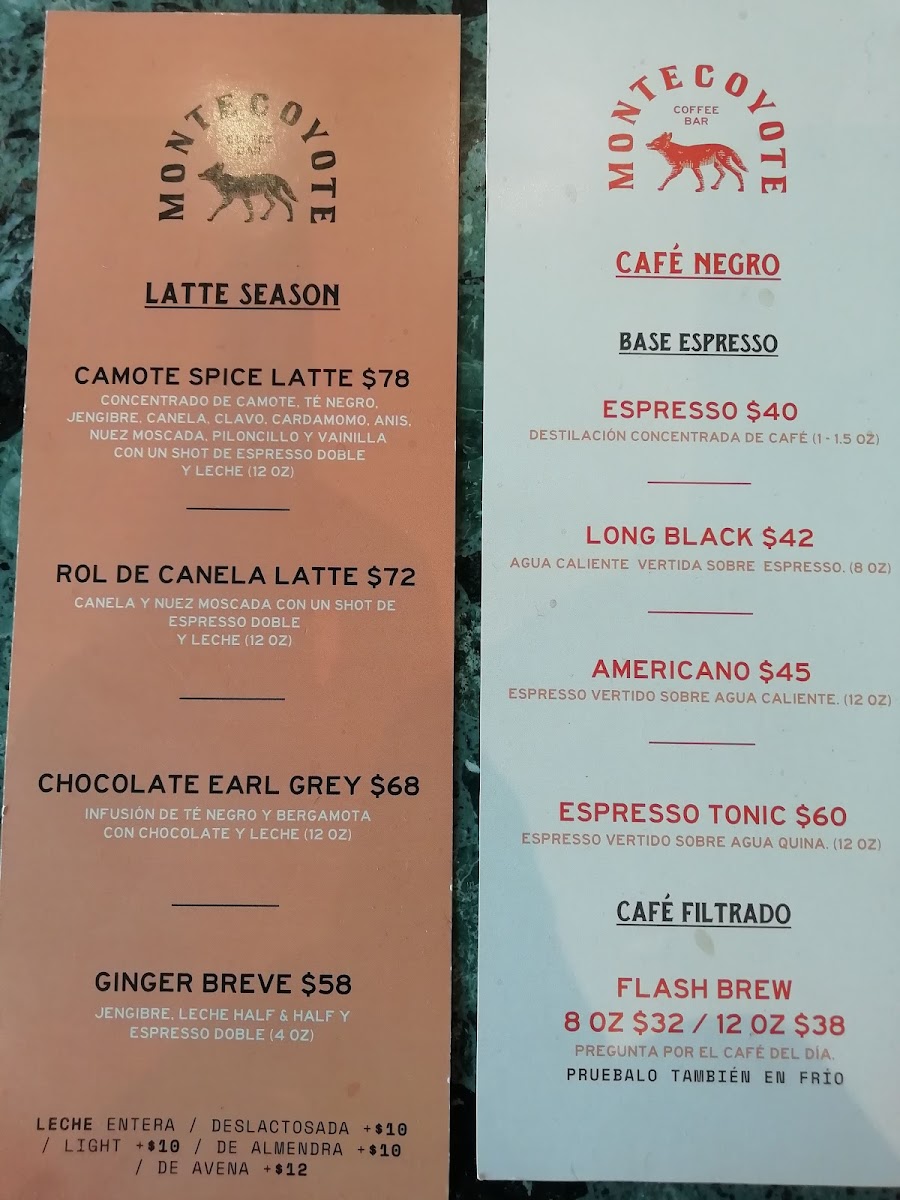 MONTECOYOTE
COFFEE
BAR
LATTE SEASON
CAMOTE SPICE LATTE $78
CONCENTRADO DE CAMOTE, TÉ NEGRO,
JENGIBRE, CANELA, CLAVO, CARDAMOMO, ANIS,
NUEZ MOSCADA, PILONCILLO Y VAINILLA
CON UN SHOT DE ESPRESSO DOBLE
Y LECHE (12 OZ)
ROL DE CANELA LATTE $72
CANELA Y NUEZ MOSCADA CON UN SHOT DE
ESPRESSO DOBLE
Y LECHE (12 OZ)
CHOCOLATE EARL GREY $68
INFUSIÓN DE TÉ NEGRO Y BERGAMOTA
CON CHOCOLATE Y LECHE (12 OZ)
GINGER BREVE $58
JENGIBRE, LECHE HALF & HALF Y
ESPRESSO DOBLE (4 OZ)
LECHE ENTERA / DESLACTOSADA +$10
/ LIGHT +$10 / DE ALMENDRA +$10
/ DE AVENA +$12
MONTECOYOTE
COFFEE
BAR
CAFÉ NEGRO
BASE ESPRESSO
ESPRESSO $40
DESTILACIÓN CONCENTRADA DE CAFÉ (1 - 1.5 OZ)
LONG BLACK $42
AGUA CALIENTE VERTIDA SOBRE ESPRESSO. (8 OZ)
AMERICANO $45
ESPRESSO VERTIDO SOBRE AGUA CALIENTE. (12 OZ)
ESPRESSO TONIC $60
ESPRESSO VERTIDO SOBRE AGUA QUINA. (12 OZ)
CAFÉ FILTRADO
FLASH BREW
8 OZ $32 / 12 OZ $38
PREGUNTA POR EL CAFÉ DEL DÍA.
PRUEBALO TAMBIÉN EN FRÍO